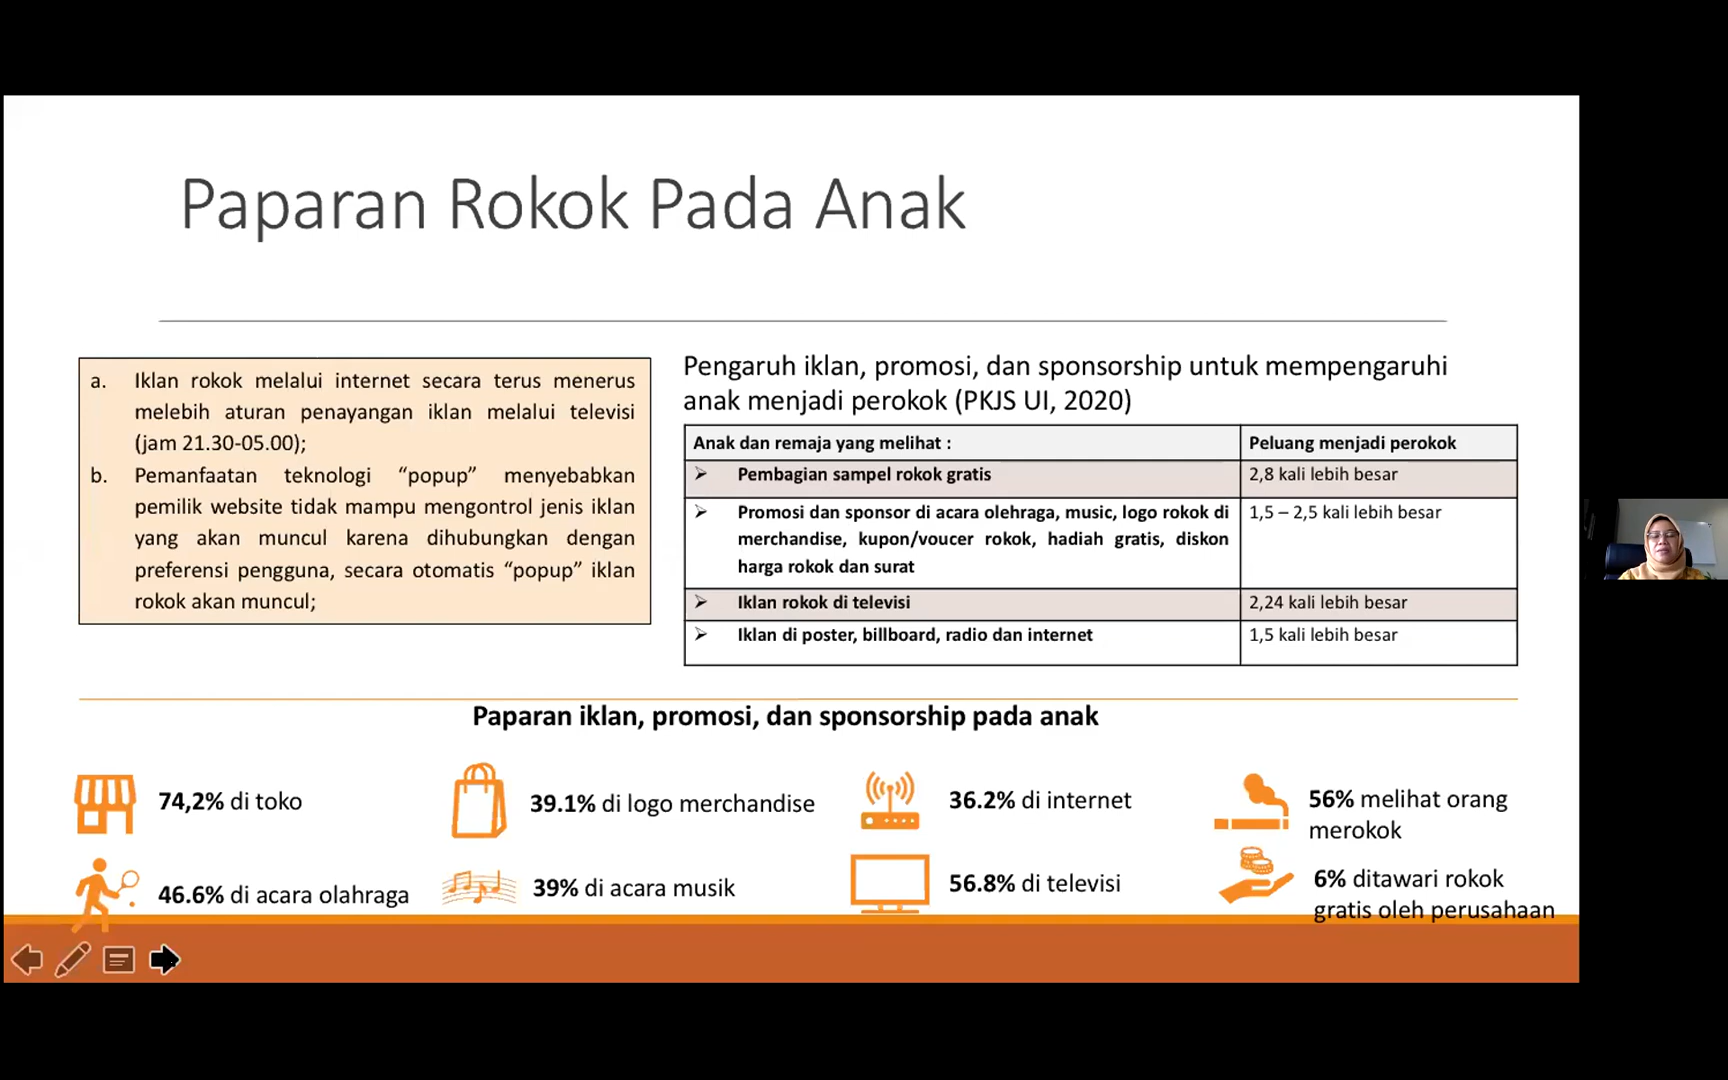 Paparan Rokok Pada Anak
a. Iklan rokok melalui internet secara terus menerus
melebih aturan penayangan iklan melalui televisi
(jam 21.30-05.00);
b. Pemanfaatan teknologi “popup” menyebabkan
pemilik website tidak mampu mengontrol jenis iklan
yang akan muncul karena dihubungkan dengan
preferensi pengguna, secara otomatis “popup” iklan
rokok akan muncul;
Pengaruh iklan, promosi, dan sponsorship untuk mempengaruhi
anak menjadi perokok (PKJS UI, 2020)
Anak dan remaja yang melihat : Peluang menjadi perokok
Pembagian sampel rokok gratis 2,8 kali lebih besar
Promosi dan sponsor di acara olehraga, music, logo rokok di 1,5 – 2,5 kali lebih besar
merchandise, kupon/voucer rokok, hadiah gratis, diskon
harga rokok dan surat
Iklan rokok di televisi 2,24 kali lebih besar
Iklan di poster, billboard, radio dan internet 1,5 kali lebih besar
Paparan iklan, promosi, dan sponsorship pada anak
74,2% di toko
39.1% di logo merchandise
36.2% di internet
56% melihat orang
merokok
46.6% di acara olahraga
39% di acara musik
56.8% di televisi
6% ditawari rokok
gratis oleh perusahaan